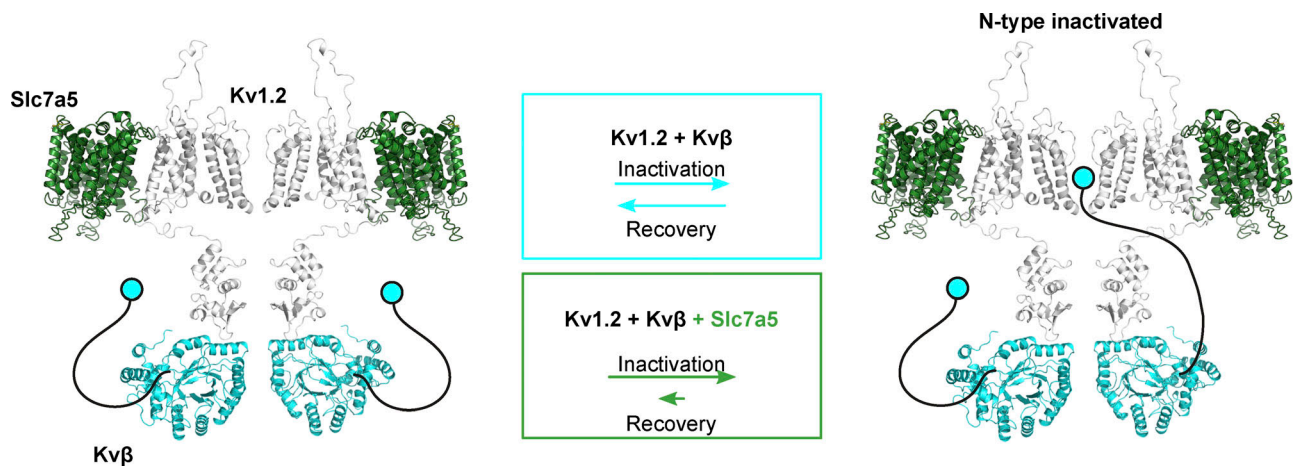 N-type inactivated
Slc7a5
Kv1.2
Kv1.2 + Kvβ
Inactivation
Recovery
Kv1.2 + Kvβ + Slc7a5
Inactivation
Recovery
Kvβ